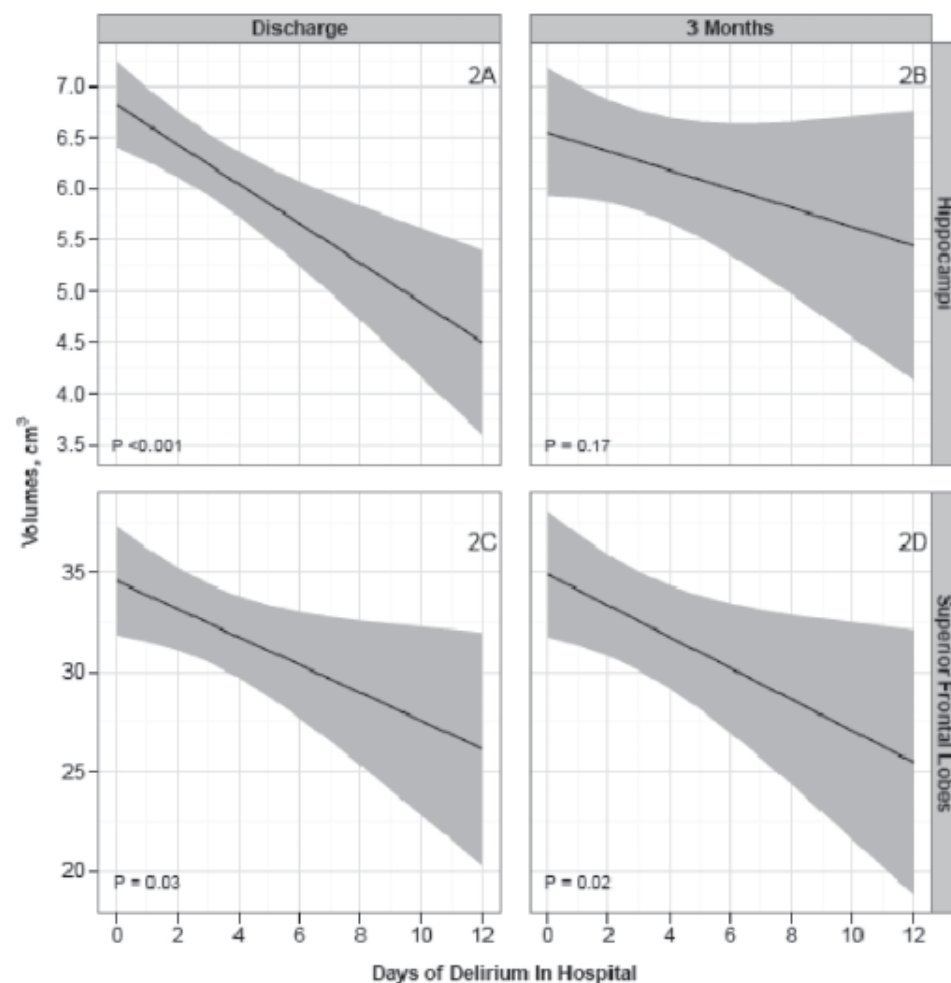 Discharge
3 Months
2A
2B
7.0
6.5
6.0
5.5
5.0
4.5
4.0
3.5
P <0.001
P = 0.17
Hippocampi
Volumes, cm³
2C
2D
35
30
25
20
P = 0.03
P = 0.02
Superior Frontal Lobes
0 2 4 6 8 10 12
0 2 4 6 8 10 12
Days of Delirium In Hospital